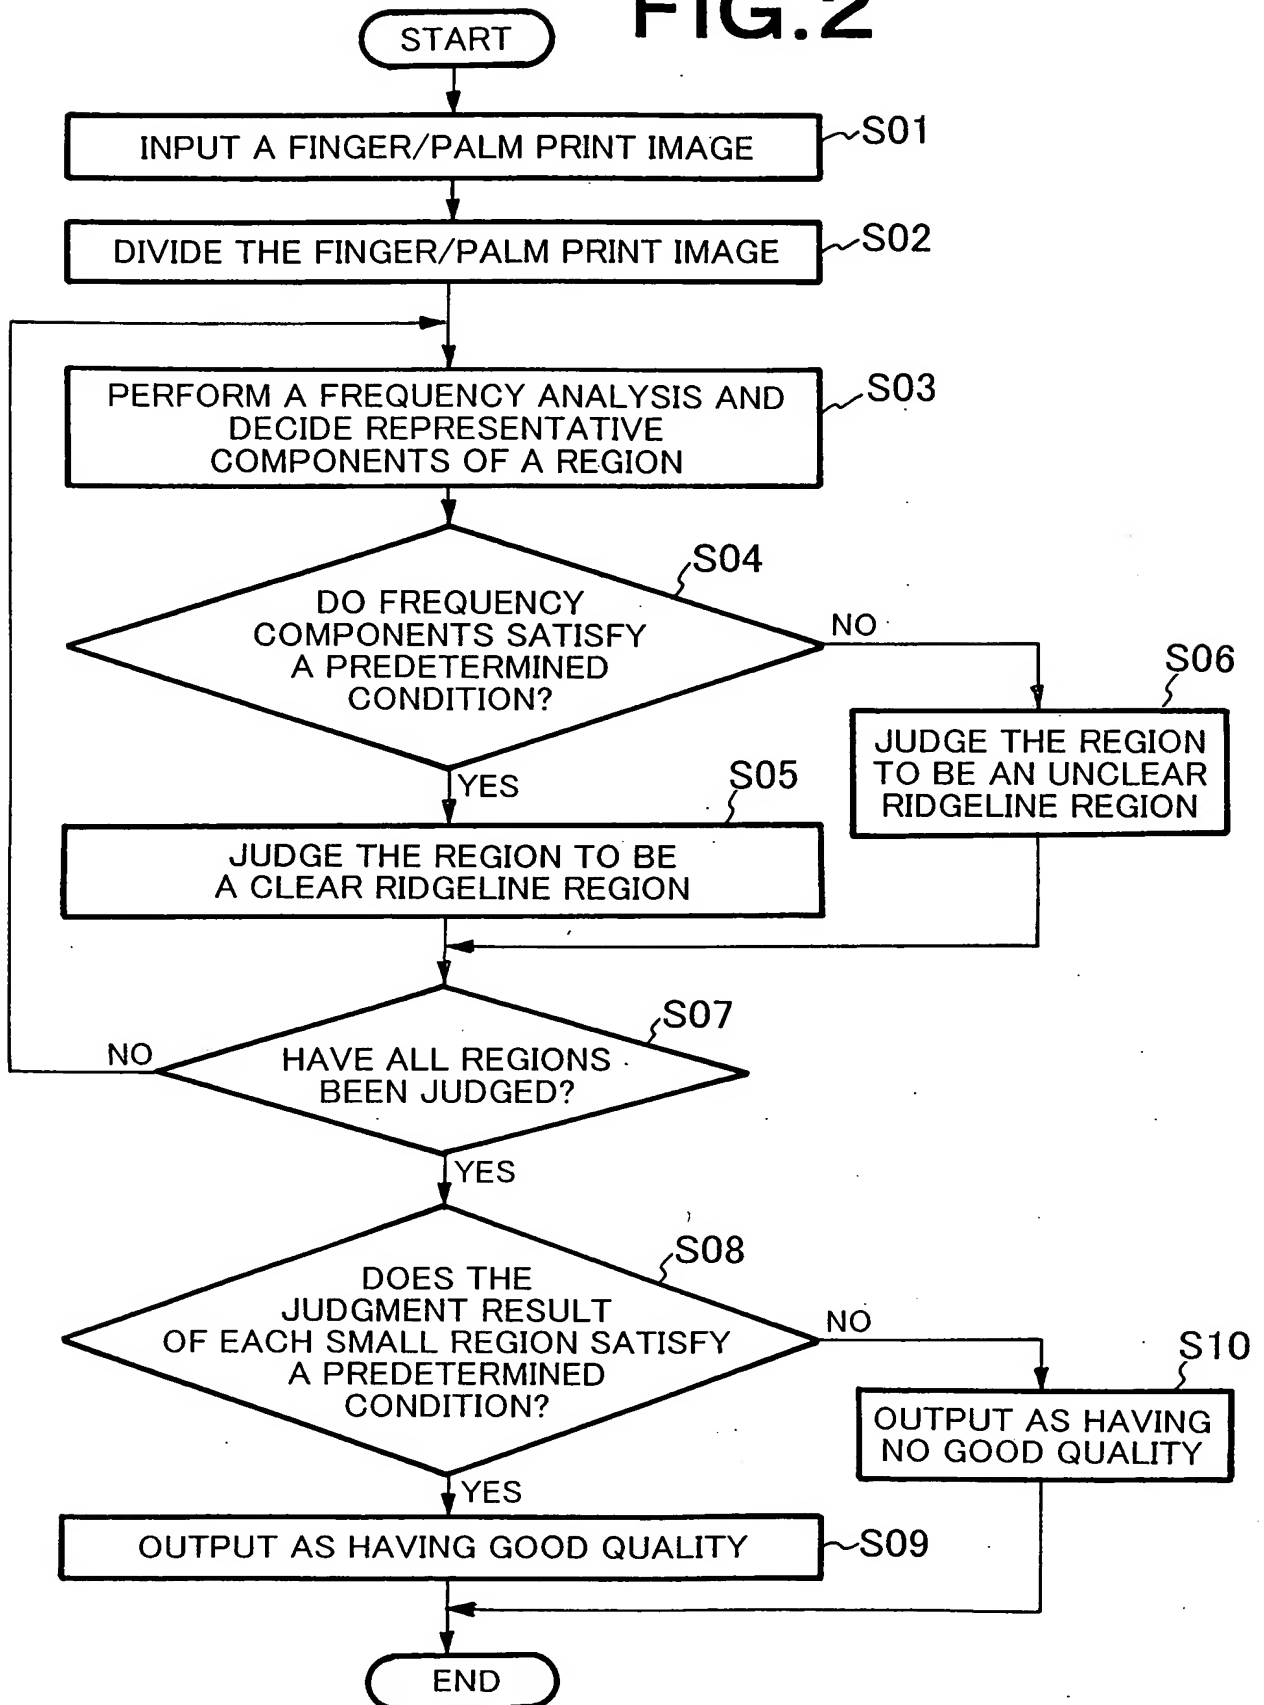 FIG.2
START
INPUT A FINGER/PALM PRINT IMAGE
S01
DIVIDE THE FINGER/PALM PRINT IMAGE
S02
PERFORM A FREQUENCY ANALYSIS AND
DECIDE REPRESENTATIVE
COMPONENTS OF A REGION
S03
DO FREQUENCY
COMPONENTS SATISFY
A PREDETERMINED
CONDITION?
S04
NO
S06
JUDGE THE REGION
TO BE AN UNCLEAR
RIDGELINE REGION
YES
S05
JUDGE THE REGION TO BE
A CLEAR RIDGELINE REGION
S07
NO
HAVE ALL REGIONS
BEEN JUDGED?
YES
S08
DOES THE
JUDGMENT RESULT
OF EACH SMALL REGION SATISFY
A PREDETERMINED
CONDITION?
NO
S10
OUTPUT AS HAVING
NO GOOD QUALITY
YES
OUTPUT AS HAVING GOOD QUALITY
S09
END